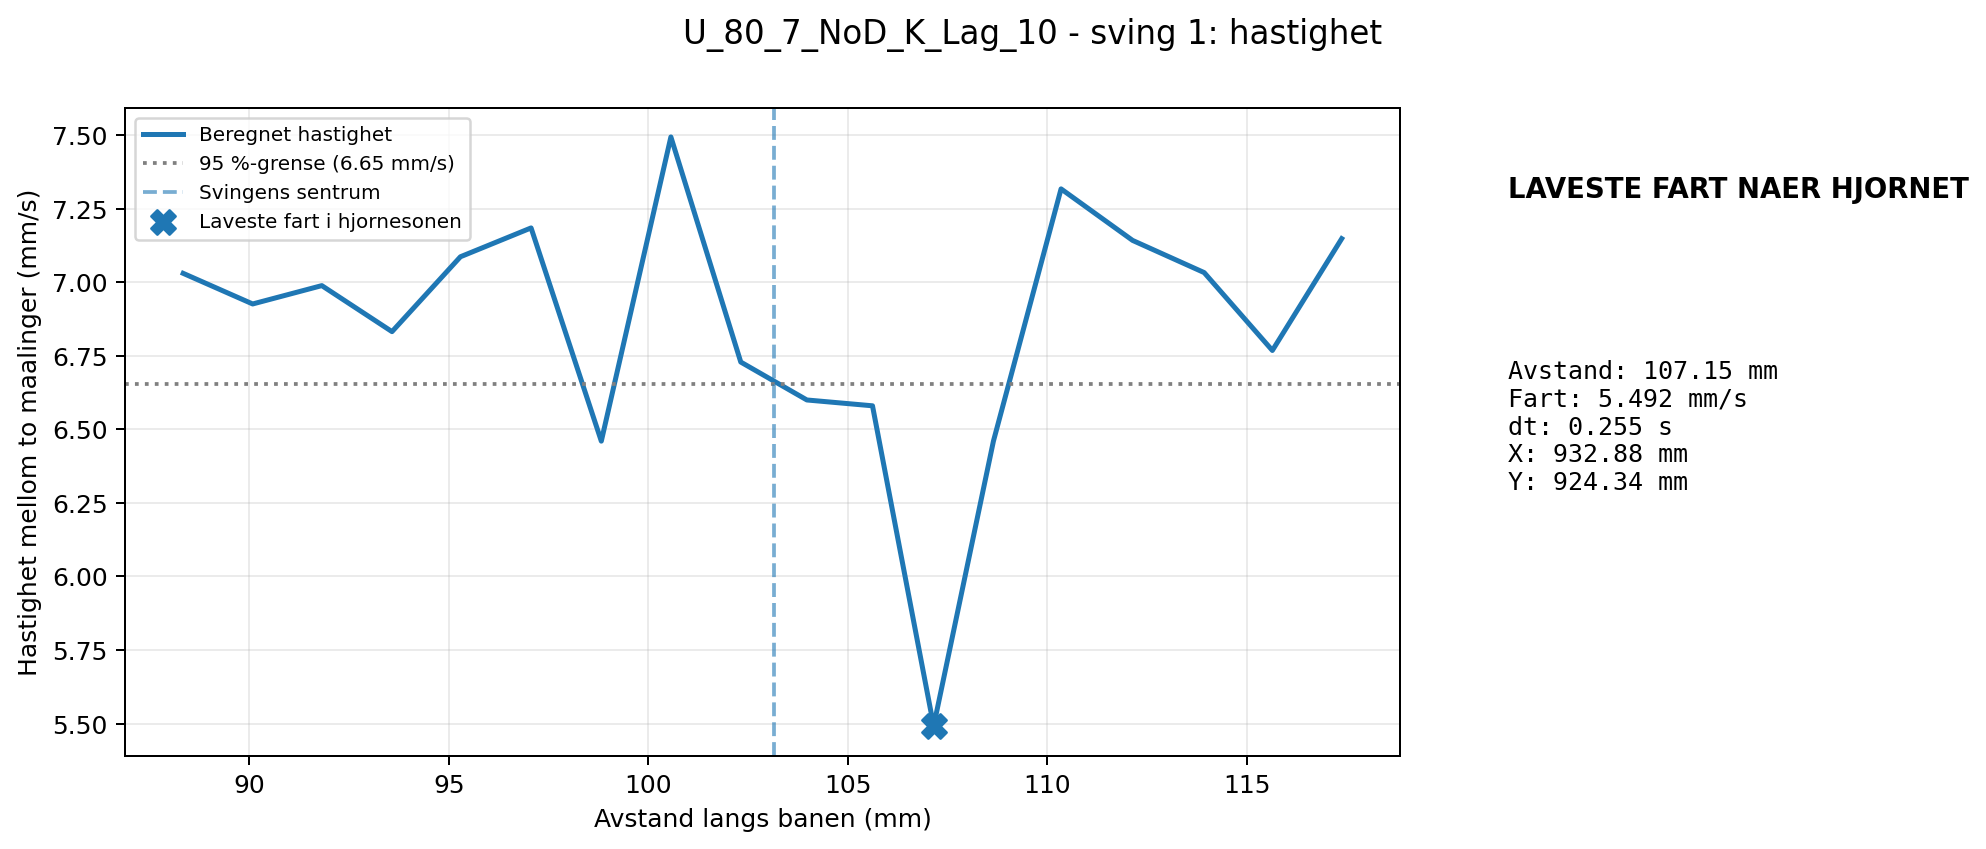 U_80_7_NoD_K_Lag_10 - sving 1: hastighet
Hastighet mellom to maalinger (mm/s)
7.50
7.25
7.00
6.75
6.50
6.25
6.00
5.75
5.50
Beregnet hastighet
95 %-grense (6.65 mm/s)
Svingens sentrum
Laveste fart i hjornesonen
90
95
100
105
110
115
Avstand langs banen (mm)
LAVESTE FART NAER HJORNET
Avstand: 107.15 mm
Fart: 5.492 mm/s
dt: 0.255 s
X: 932.88 mm
Y: 924.34 mm